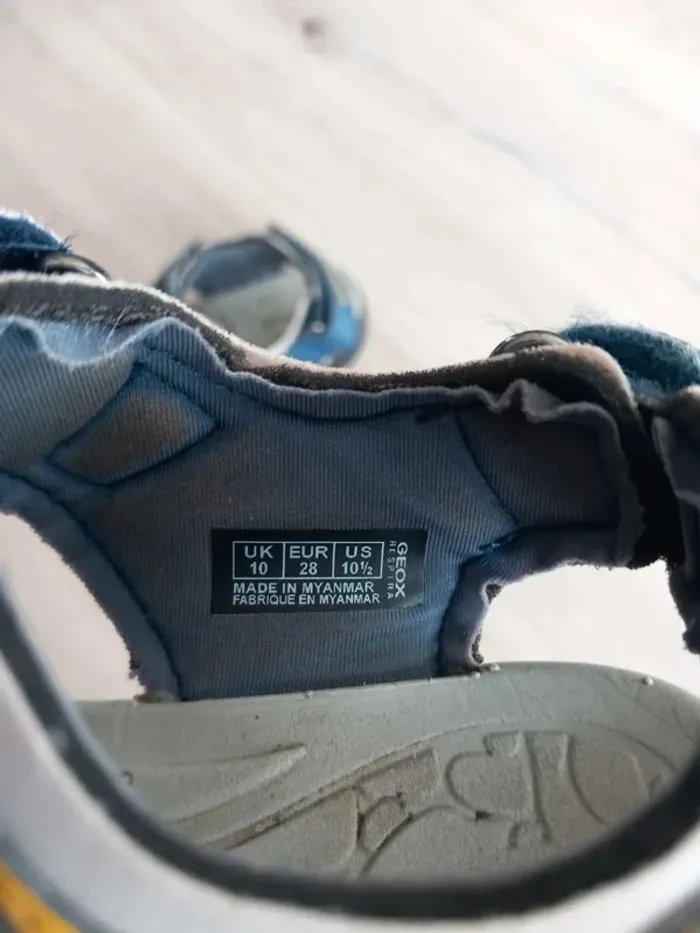 UK EUR US
10 28 10½
MADE IN MYANMAR
FABRIQUE EN MYANMAR
GEOX
RESPIRA